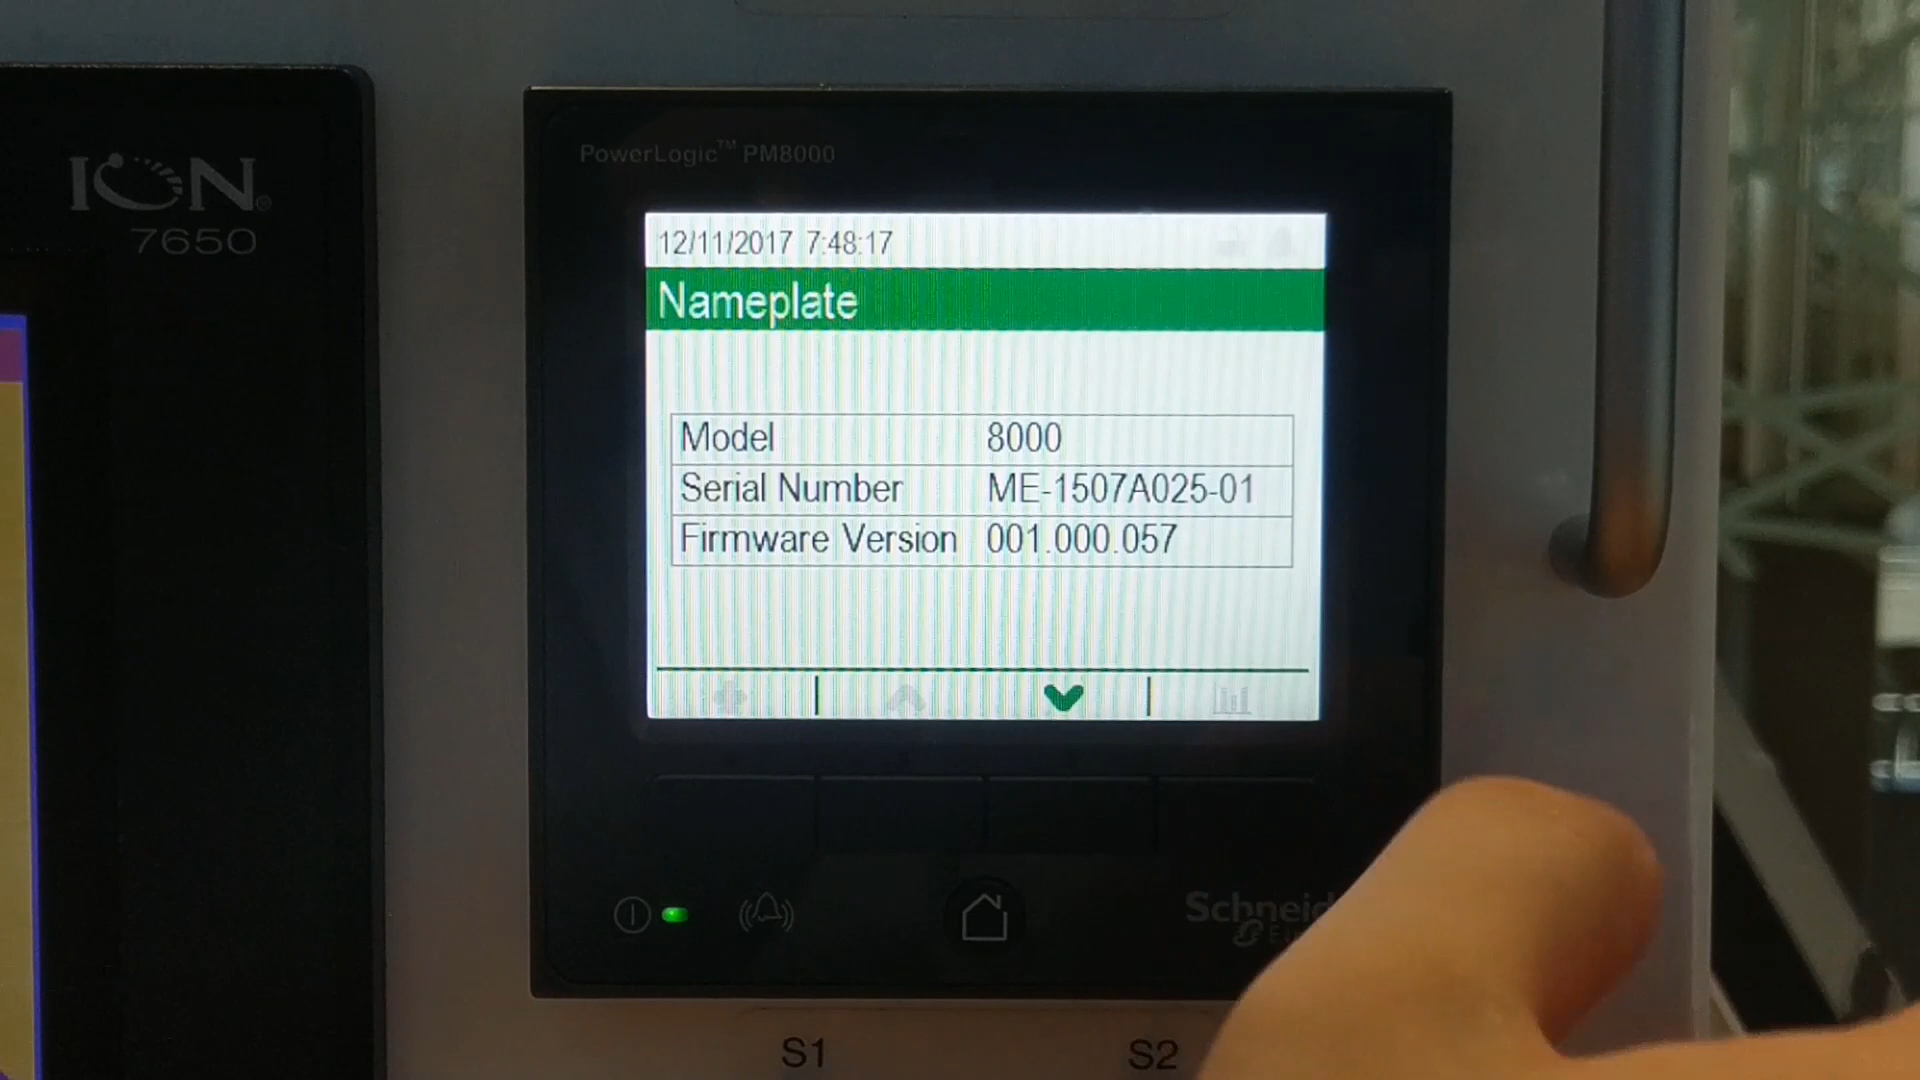 ION®
7650
PowerLogic™ PM8000
12/11/2017 7:48:17
Nameplate
Model 8000
Serial Number ME-1507A025-01
Firmware Version 001.000.057
Schneid
S1
S2